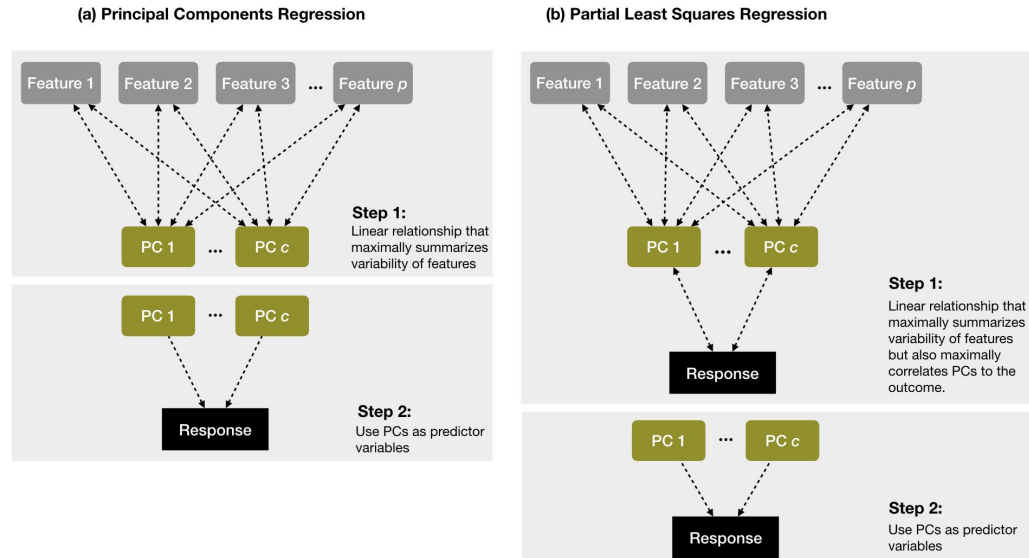 (a) Principal Components Regression
Feature 1 Feature 2 Feature 3 ... Feature p
PC 1 ... PC c
Step 1:
Linear relationship that
maximally summarizes
variability of features
PC 1 ... PC c
Response
Step 2:
Use PCs as predictor
variables
(b) Partial Least Squares Regression
Feature 1 Feature 2 Feature 3 ... Feature p
PC 1 ... PC c
Response
Step 1:
Linear relationship that
maximally summarizes
variability of features
but also maximally
correlates PCs to the
outcome.
PC 1 ... PC c
Response
Step 2:
Use PCs as predictor
variables